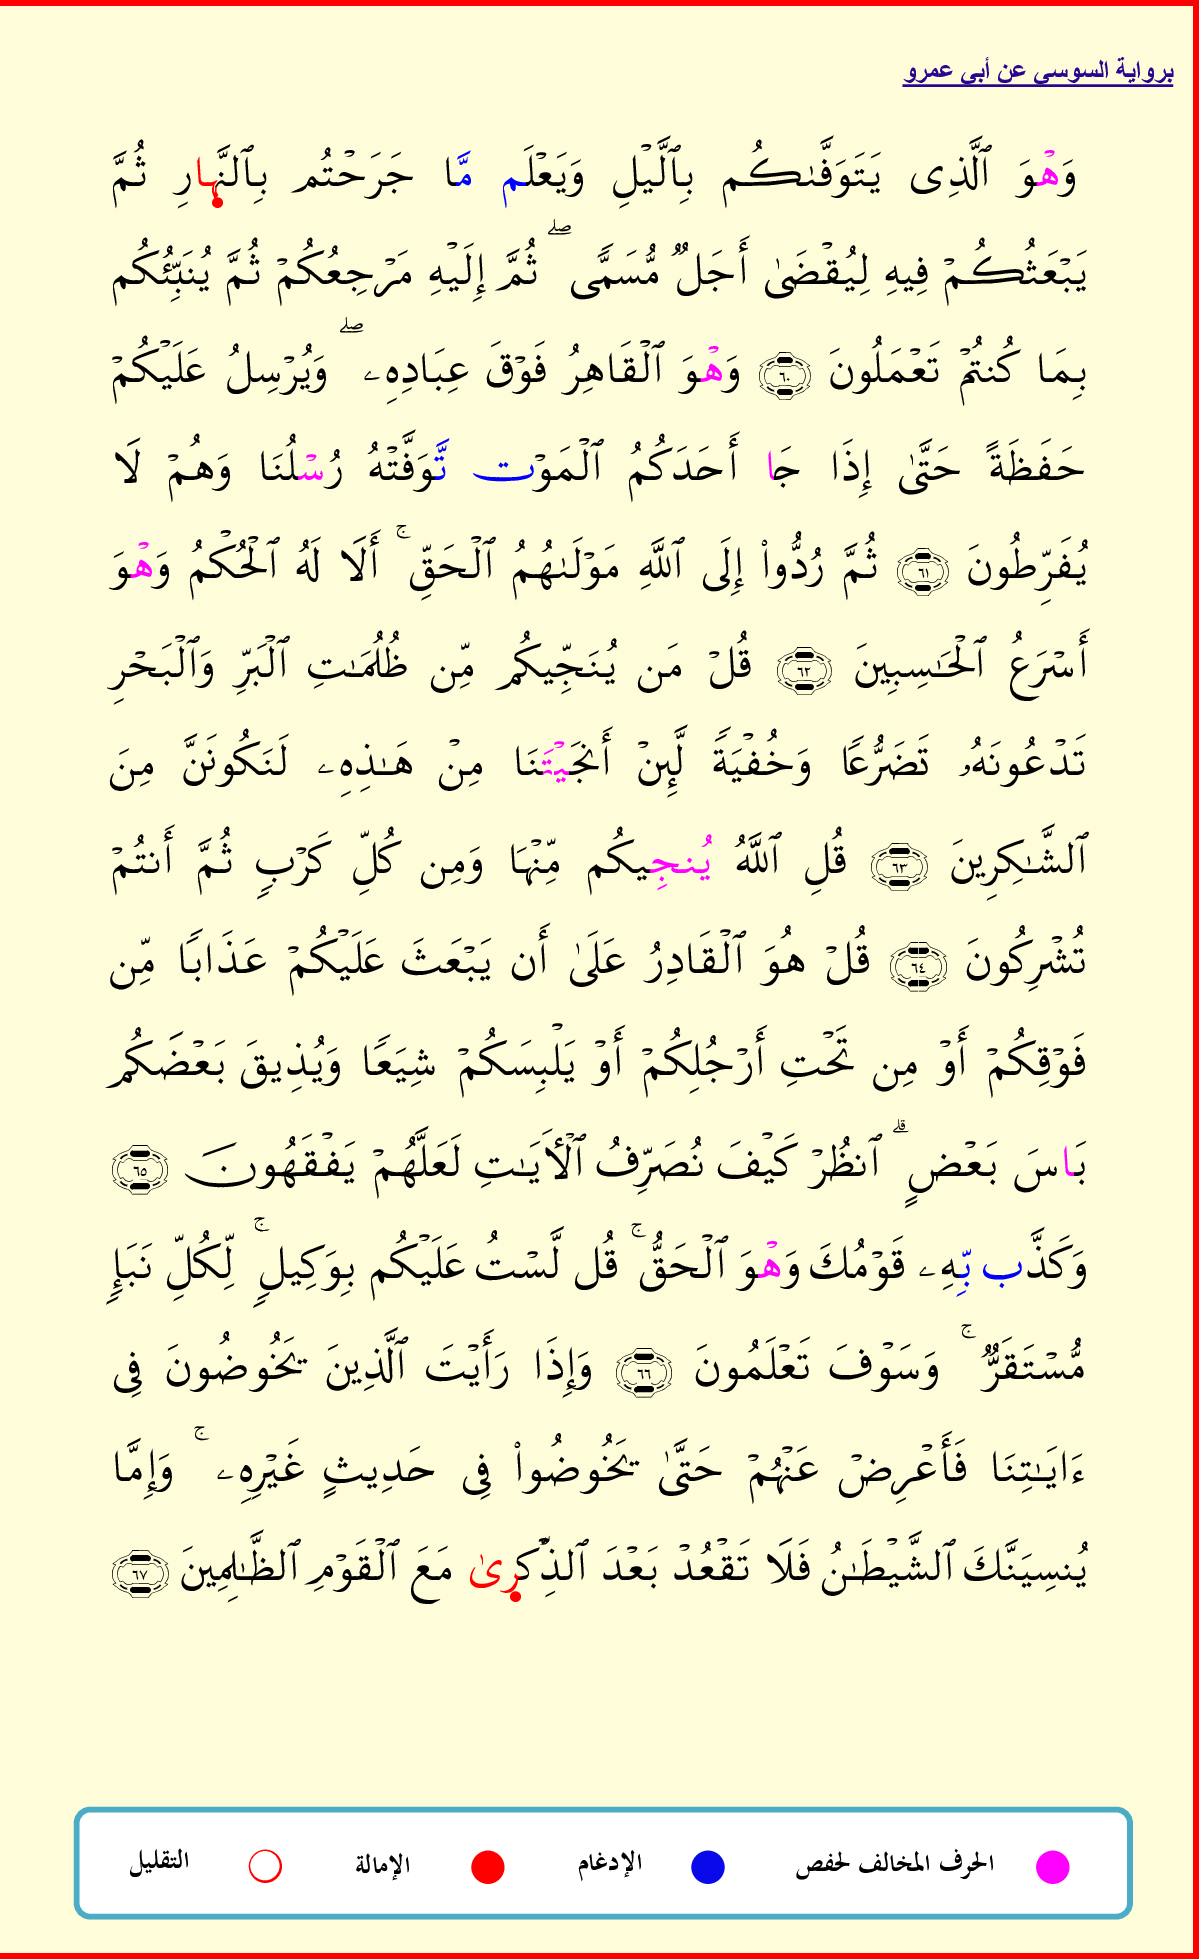 برواية السوسي عن أبي عمرو
وَهْوَ ٱلَّذِى يَتَوَفَّىٰكُم بِٱلَّيْلِ وَيَعْلَم مَّا جَرَحْتُم بِٱلنَّهارِ ثُمَّ
يَبْعَثُكُمْ فِيهِ لِيُقْضَىٰ أَجَلٌ مُّسَمًّى ۖ ثُمَّ إِلَيْهِ مَرْجِعُكُمْ ثُمَّ يُنَبِّئُكُم
بِمَا كُنتُمْ تَعْمَلُونَ ٦٠ وَهْوَ ٱلْقَاهِرُ فَوْقَ عِبَادِهِۦ ۖ وَيُرْسِلُ عَلَيْكُمْ
حَفَظَةً حَتَّىٰ إِذَا جَا أَحَدَكُمُ ٱلْمَوْت تَّوَفَّتْهُ رُسْلُنَا وَهُمْ لَا
يُفَرِّطُونَ ٦١ ثُمَّ رُدُّوا۟ إِلَى ٱللَّهِ مَوْلَىٰهُمُ ٱلْحَقِّ ۚ أَلَا لَهُ ٱلْحُكْمُ وَهْوَ
أَسْرَعُ ٱلْحَـٰسِبِينَ ٦٢ قُلْ مَن يُنَجِّيكُم مِّن ظُلُمَـٰتِ ٱلْبَرِّ وَٱلْبَحْرِ
تَدْعُونَهُۥ تَضَرُّعًا وَخُفْيَةً لَّئِنْ أَنجَيْتَنَا مِنْ هَـٰذِهِۦ لَنَكُونَنَّ مِنَ
ٱلشَّـٰكِرِينَ ٦٣ قُلِ ٱللَّهُ يُنجِيكُم مِّنْهَا وَمِن كُلِّ كَرْبٍ ثُمَّ أَنتُمْ
تُشْرِكُونَ ٦٤ قُلْ هُوَ ٱلْقَادِرُ عَلَىٰ أَن يَبْعَثَ عَلَيْكُمْ عَذَابًا مِّن
فَوْقِكُمْ أَوْ مِن تَحْتِ أَرْجُلِكُمْ أَوْ يَلْبِسَكُمْ شِيَعًا وَيُذِيقَ بَعْضَكُم
بَاسَ بَعْضٍ ۗ ٱنظُرْ كَيْفَ نُصَرِّفُ ٱلْأَيَـٰتِ لَعَلَّهُمْ يَفْقَهُونَ ٦٥
وَكَذَّب بِّهِۦ قَوْمُكَ وَهْوَ ٱلْحَقُّ ۚ قُل لَّسْتُ عَلَيْكُم بِوَكِيلٍ ۚ لِّكُلِّ نَبَإٍ
مُّسْتَقَرٌّ ۚ وَسَوْفَ تَعْلَمُونَ ٦٦ وَإِذَا رَأَيْتَ ٱلَّذِينَ يَخُوضُونَ فِى
ءَايَـٰتِنَا فَأَعْرِضْ عَنْهُمْ حَتَّىٰ يَخُوضُوا۟ فِى حَدِيثٍ غَيْرِهِۦ ۚ وَإِمَّا
يُنسِيَنَّكَ ٱلشَّيْطَـٰنُ فَلَا تَقْعُدْ بَعْدَ ٱلذِّكْرىٰ مَعَ ٱلْقَوْمِ ٱلظَّـٰلِمِينَ ٦٧
الحرف المخالف لحفص الإدغام الإمالة التقليل